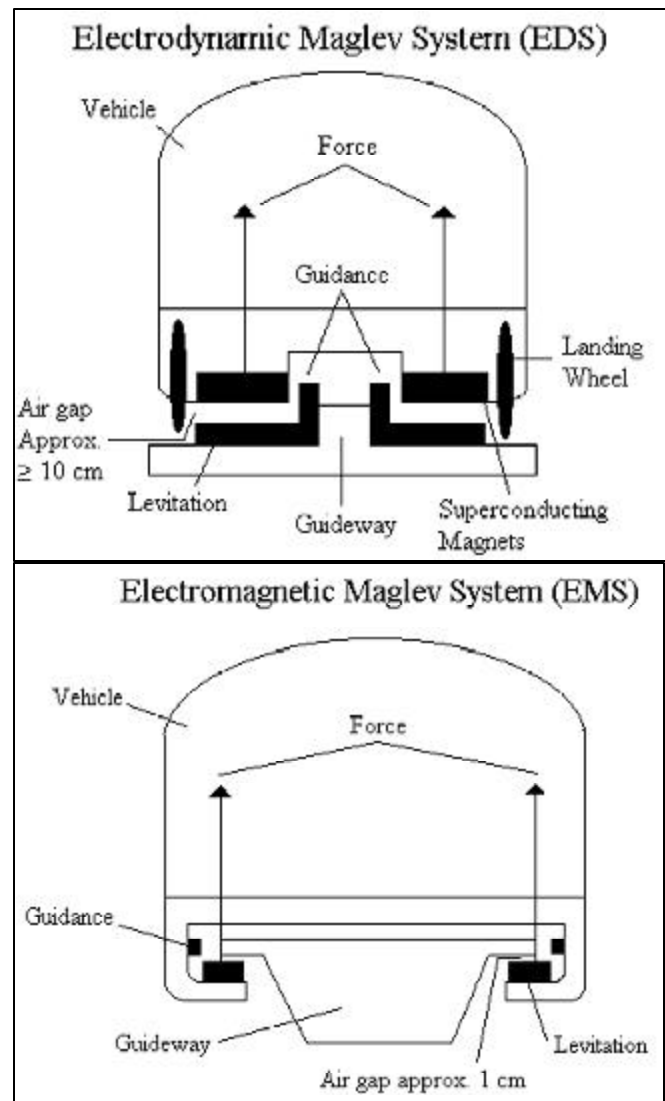 Electrodynamic Maglev System (EDS)
Vehicle
Force
Guidance
Landing
Wheel
Air gap
Approx.
≥ 10 cm
Levitation
Guideway
Superconducting
Magnets
Electromagnetic Maglev System (EMS)
Vehicle
Force
Guidance
Guideway
Levitation
Air gap approx. 1 cm